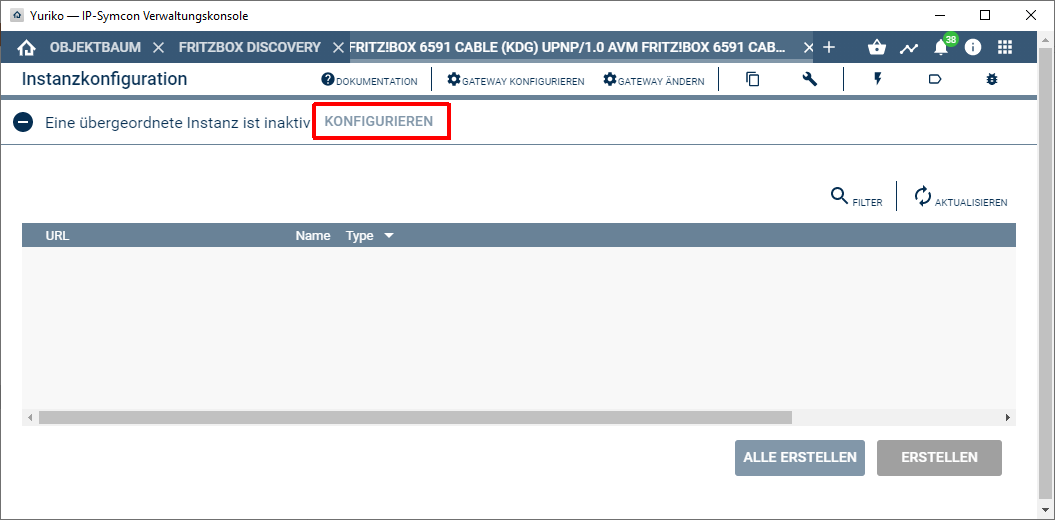 Yuriko — IP-Symcon Verwaltungskonsole
OBJEKTBAUM FRITZBOX DISCOVERY FRITZ!BOX 6591 CABLE (KDG) UPNP/1.0 AVM FRITZ!BOX 6591 CAB... 38
Instanzkonfiguration DOKUMENTATION GATEWAY KONFIGURIEREN GATEWAY ÄNDERN
Eine übergeordnete Instanz ist inaktiv KONFIGURIEREN
FILTER AKTUALISIEREN
URL Name Type
ALLE ERSTELLEN ERSTELLEN